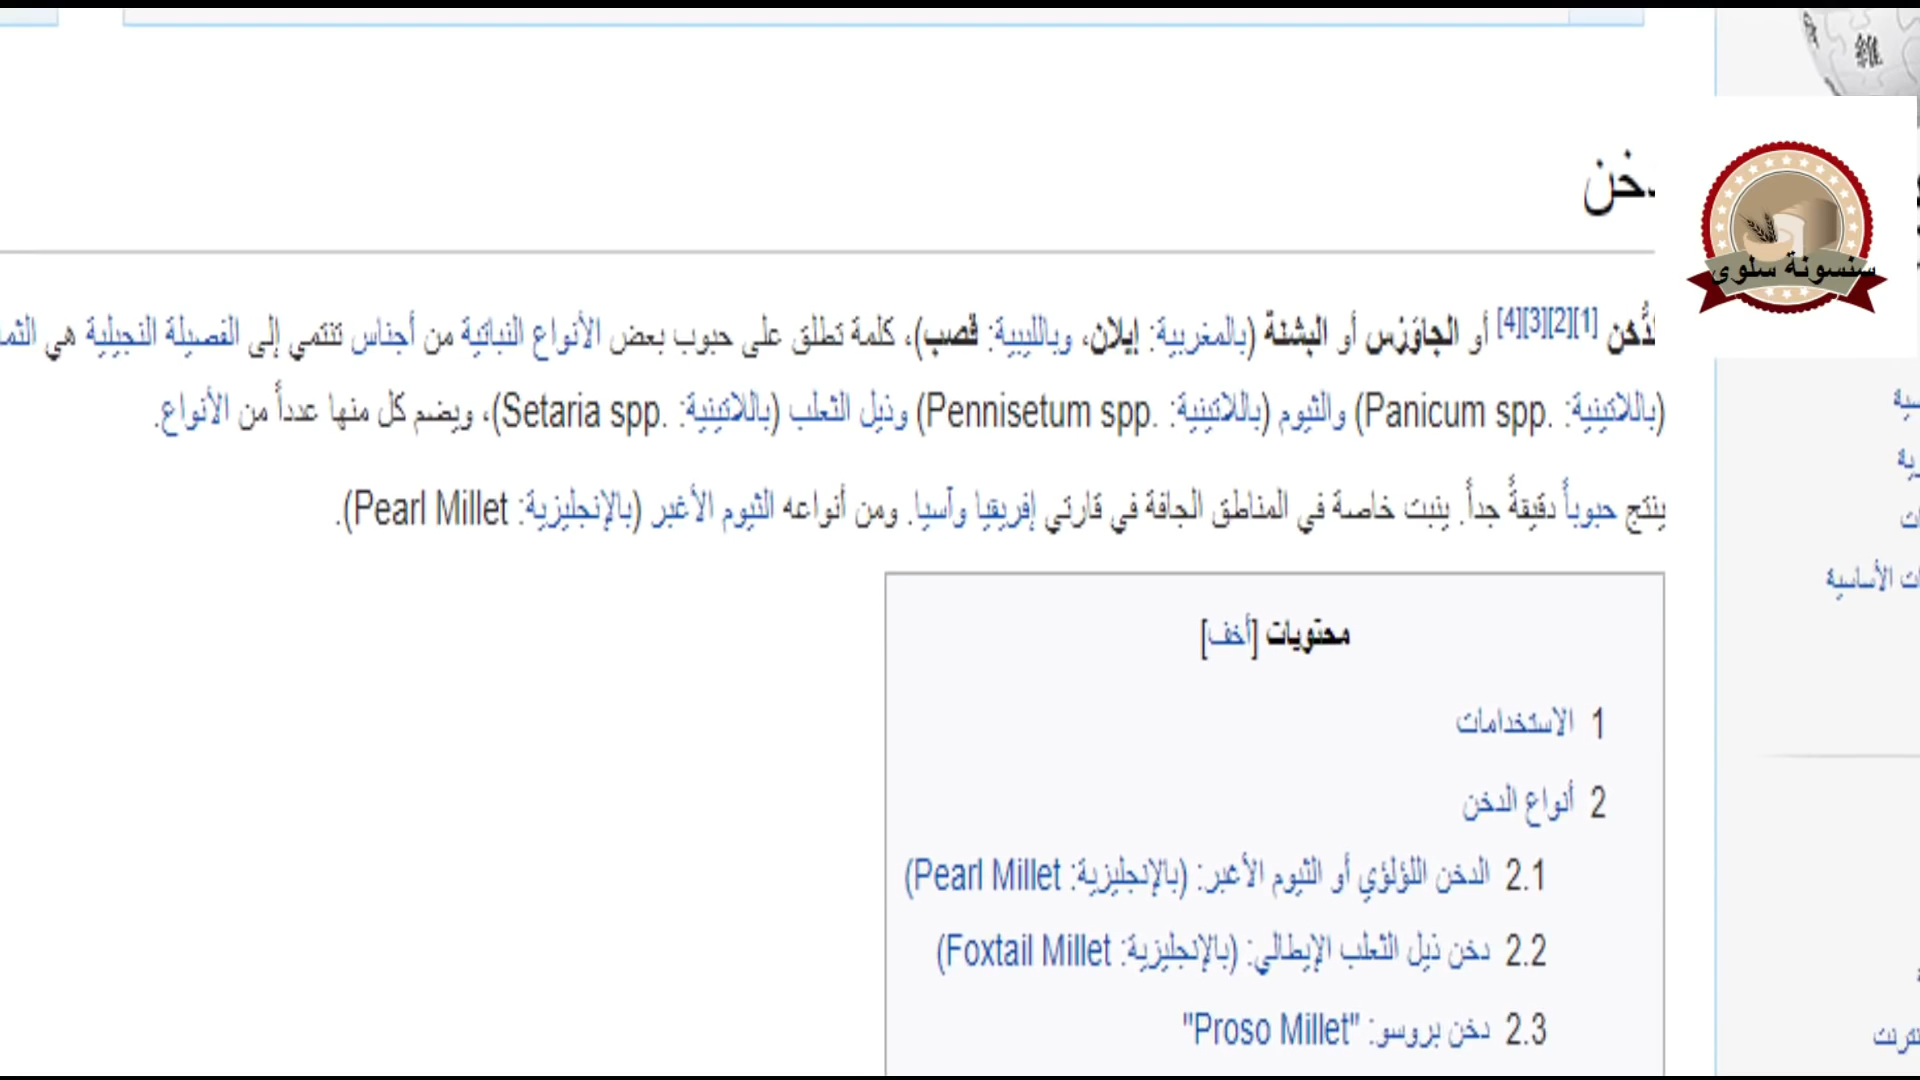 دخن
سنسونة سلوى
الدُّخن [1][2][3][4] أو الجاوَرْس أو البشنة (بالمغربية: إيلان، وبالليبية: قصب)، كلمة تطلق على حبوب بعض الأنواع النباتية من أجناس تنتمي إلى الفصيلة النجيلية هي
(باللاتينية: Panicum spp.) والثيوم (باللاتينية: Pennisetum spp.) وذيل الثعلب (باللاتينية: Setaria spp.)، ويضم كل منها عدداً من الأنواع.
ينتج حبوباً دقيقةً جداً. ينبت خاصة في المناطق الجافة في قارتي إفريقيا وآسيا. ومن أنواعه الثيوم الأغبر (بالإنجليزية: Pearl Millet).
محتويات [أخف]
1 الاستخدامات
2 أنواع الدخن
2.1 الدخن اللؤلؤي أو الثيوم الأغبر: (بالإنجليزية: Pearl Millet)
2.2 دخن ذيل الثعلب الإيطالي: (بالإنجليزية: Foxtail Millet)
2.3 دخن بروسو: "Proso Millet"
الأساسية